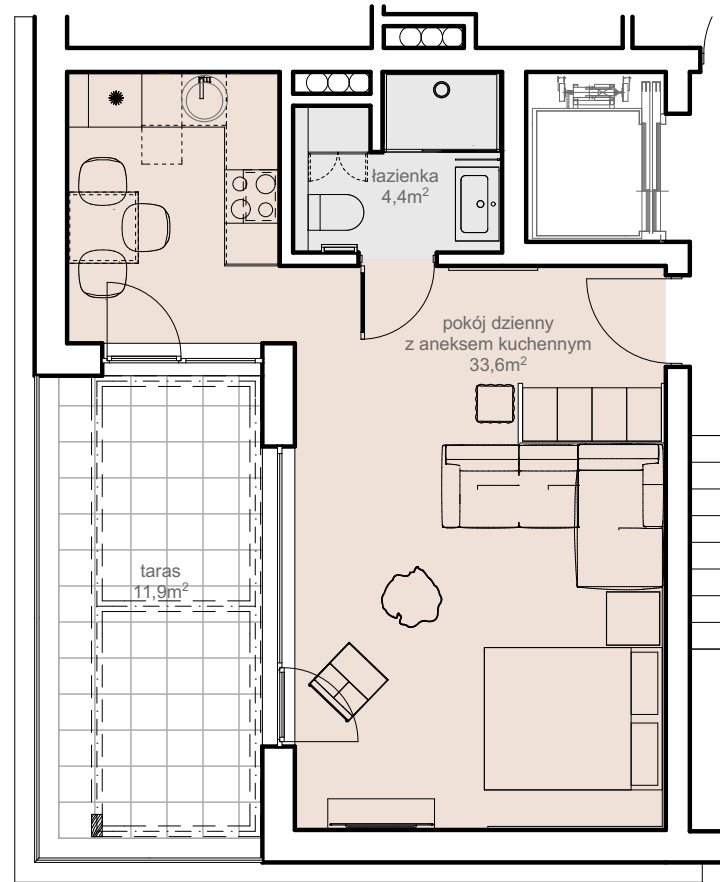 łazienka
4,4m²
pokój dzienny
z aneksem kuchennym
33,6m²
taras
11,9m²